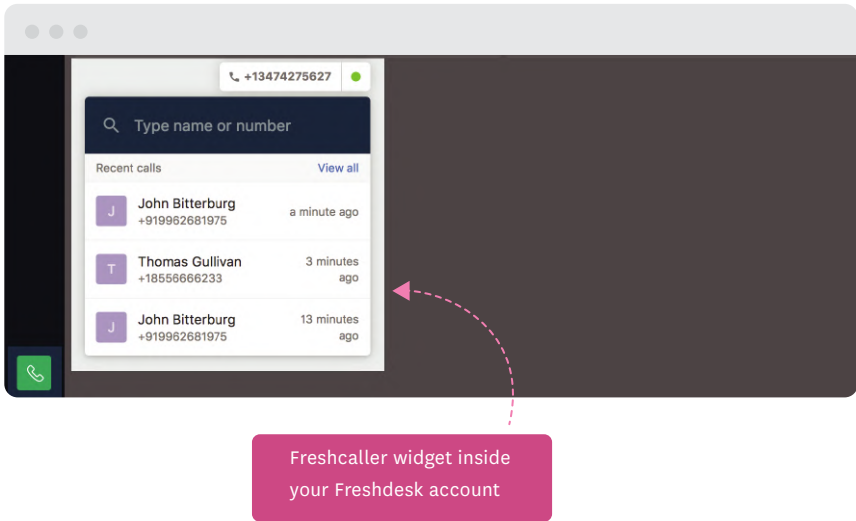 +13474275627
Type name or number
Recent calls View all
J
John Bitterburg
+919962681975
a minute ago
T
Thomas Gullivan
+18556666233
3 minutes
ago
J
John Bitterburg
+919962681975
13 minutes
ago
Freshcaller widget inside
your Freshdesk account